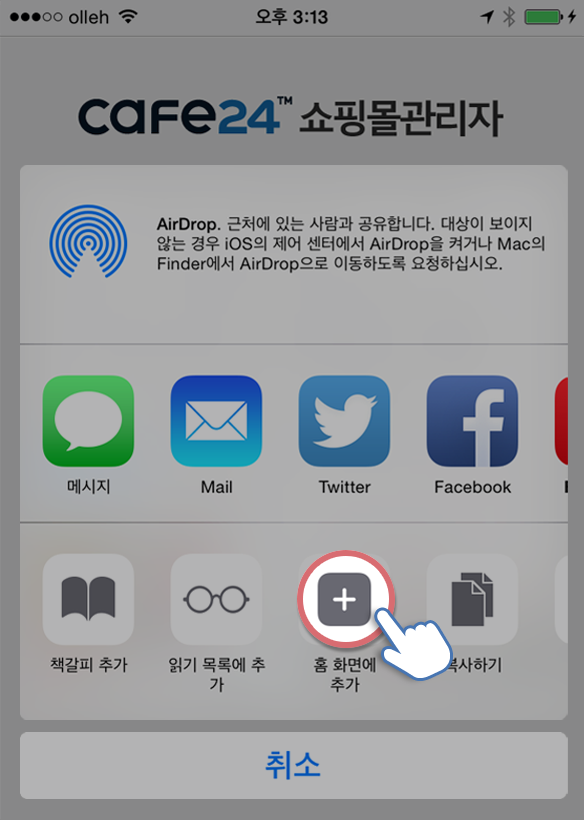 olleh 오후 3:13
cafe24™ 쇼핑몰관리자
AirDrop. 근처에 있는 사람과 공유합니다. 대상이 보이지
않는 경우 iOS의 제어 센터에서 AirDrop을 켜거나 Mac의
Finder에서 AirDrop으로 이동하도록 요청하십시오.
메시지 Mail Twitter Facebook
책갈피 추가 읽기 목록에 추 홈 화면에 복사하기
가 추가
취소